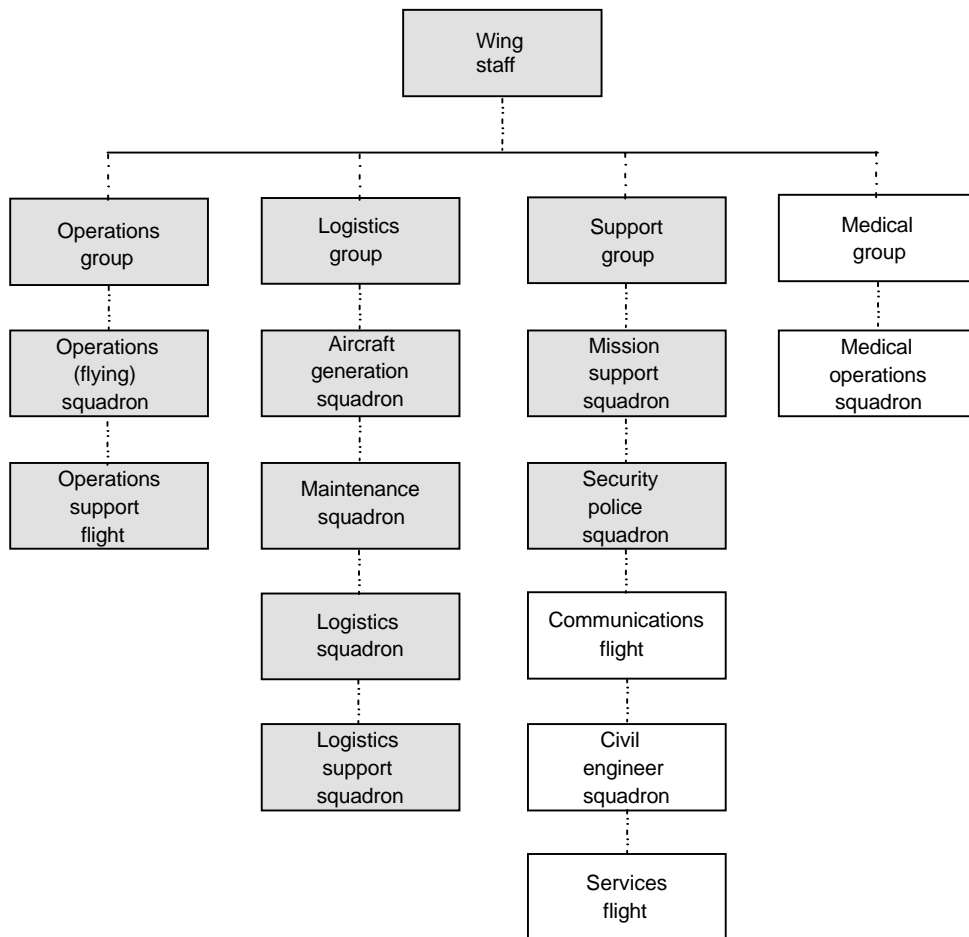 Wing
staff
Operations
group
Logistics
group
Support
group
Medical
group
Operations
(flying)
squadron
Aircraft
generation
squadron
Mission
support
squadron
Medical
operations
squadron
Operations
support
flight
Maintenance
squadron
Security
police
squadron
Logistics
squadron
Communications
flight
Logistics
support
squadron
Civil
engineer
squadron
Services
flight